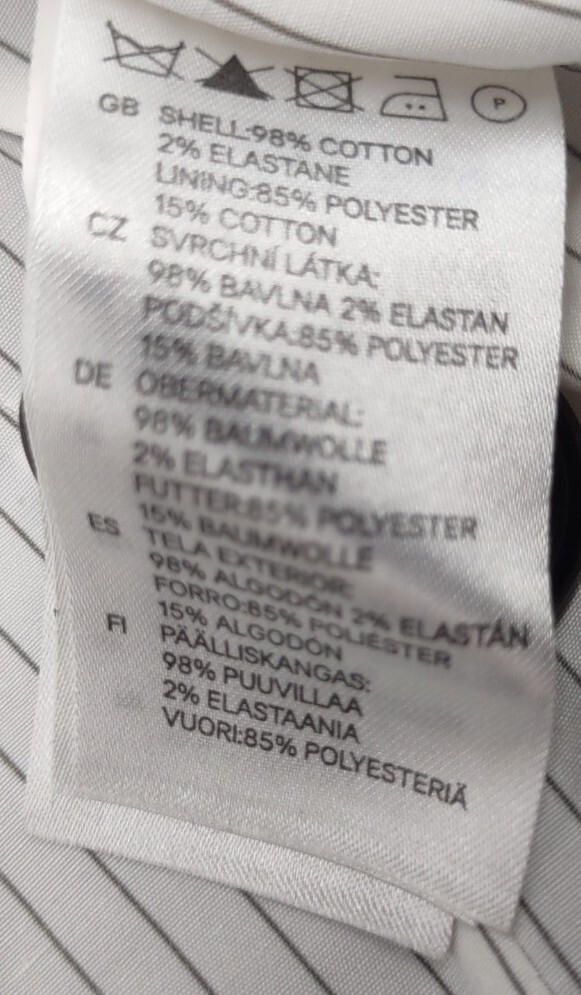 P
GB SHELL:98% COTTON
2% ELASTANE
LINING:85% POLYESTER
15% COTTON
CZ SVRCHNÍ LÁTKA:
98% BAVLNA 2% ELASTAN
PODŠÍVKA:85% POLYESTER
15% BAVLNA
DE OBERMATERIAL:
98% BAUMWOLLE
2% ELASTHAN
FUTTER:85% POLYESTER
15% BAUMWOLLE
ES TELA EXTERIOR:
98% ALGODÓN 2% ELASTÁN
FORRO:85% POLIÉSTER
15% ALGODÓN
FI PÄÄLLISKANGAS:
98% PUUVILLAA
2% ELASTAANIA
VUORI:85% POLYESTERIÄ